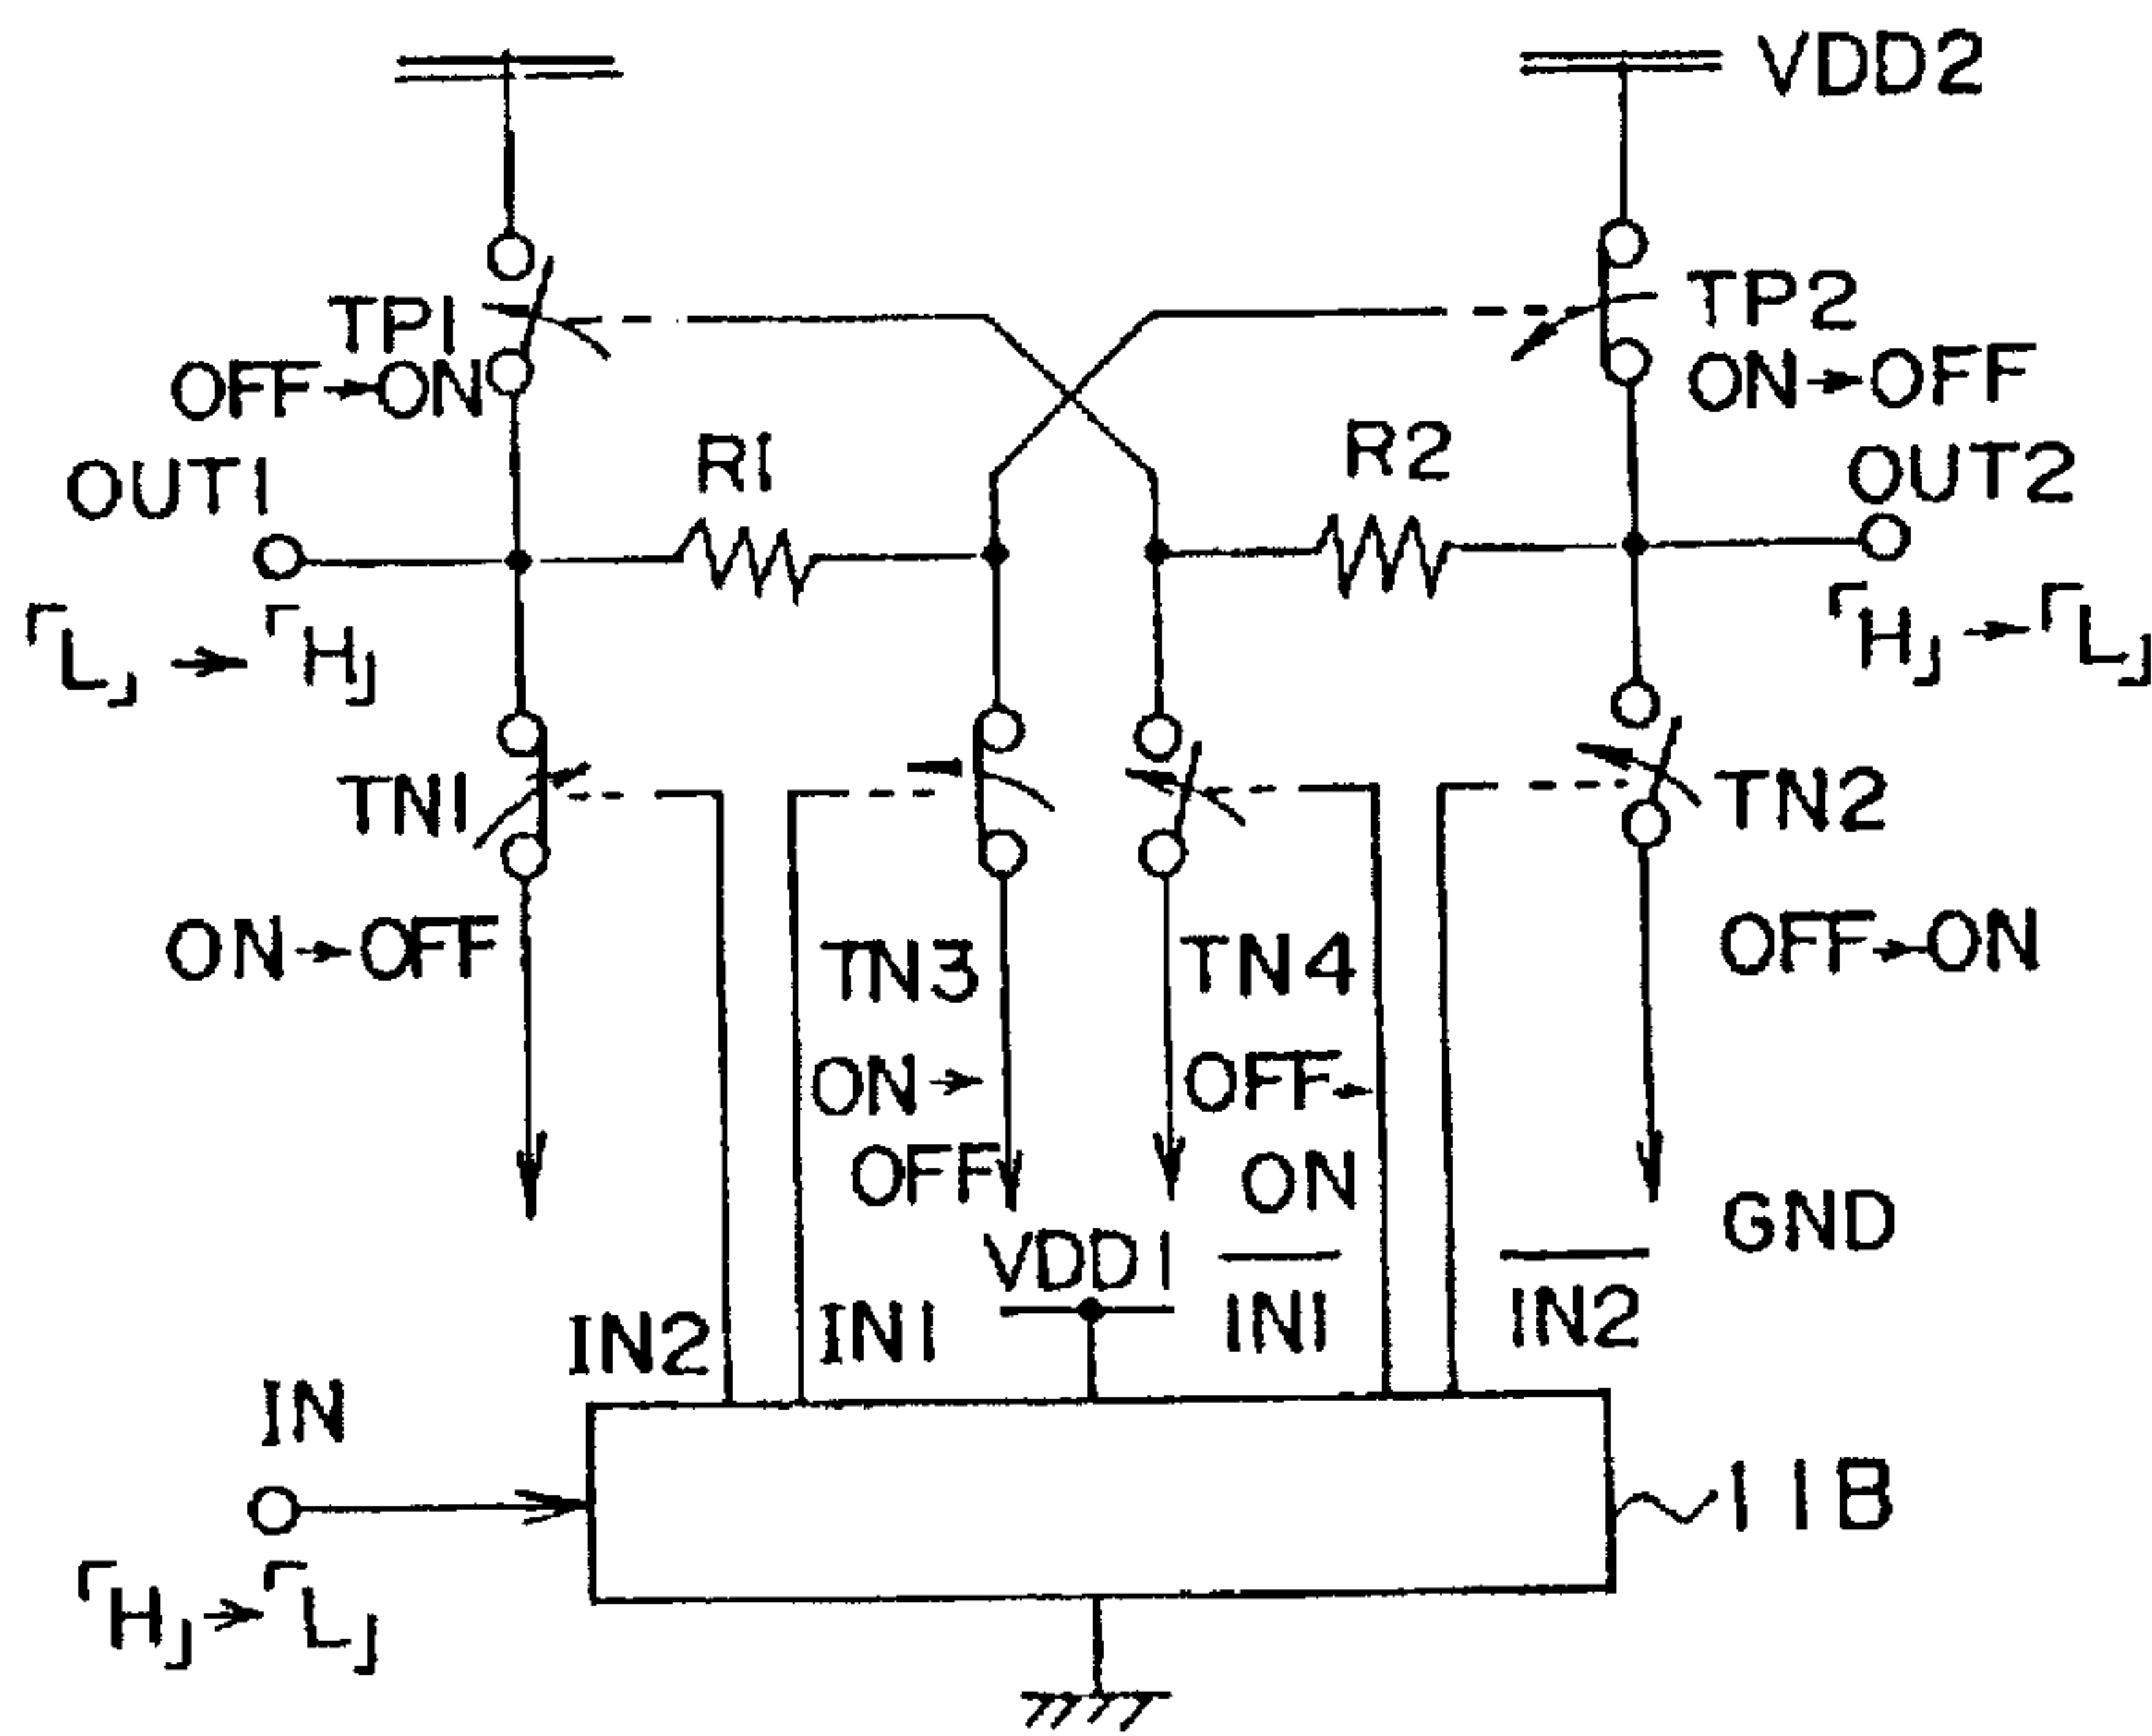 VDD2
TP1
OFF→ON
TP2
ON→OFF
OUT1
R1
R2
OUT2
「L」→「H」
「H」→「L」
TN1
TN2
ON→OFF
TN3
TN4
OFF→ON
ON→
OFF→
OFF
ON
GND
VDD1
IN2
IN1
IN1
IN2
IN
11B
「H」→「L」